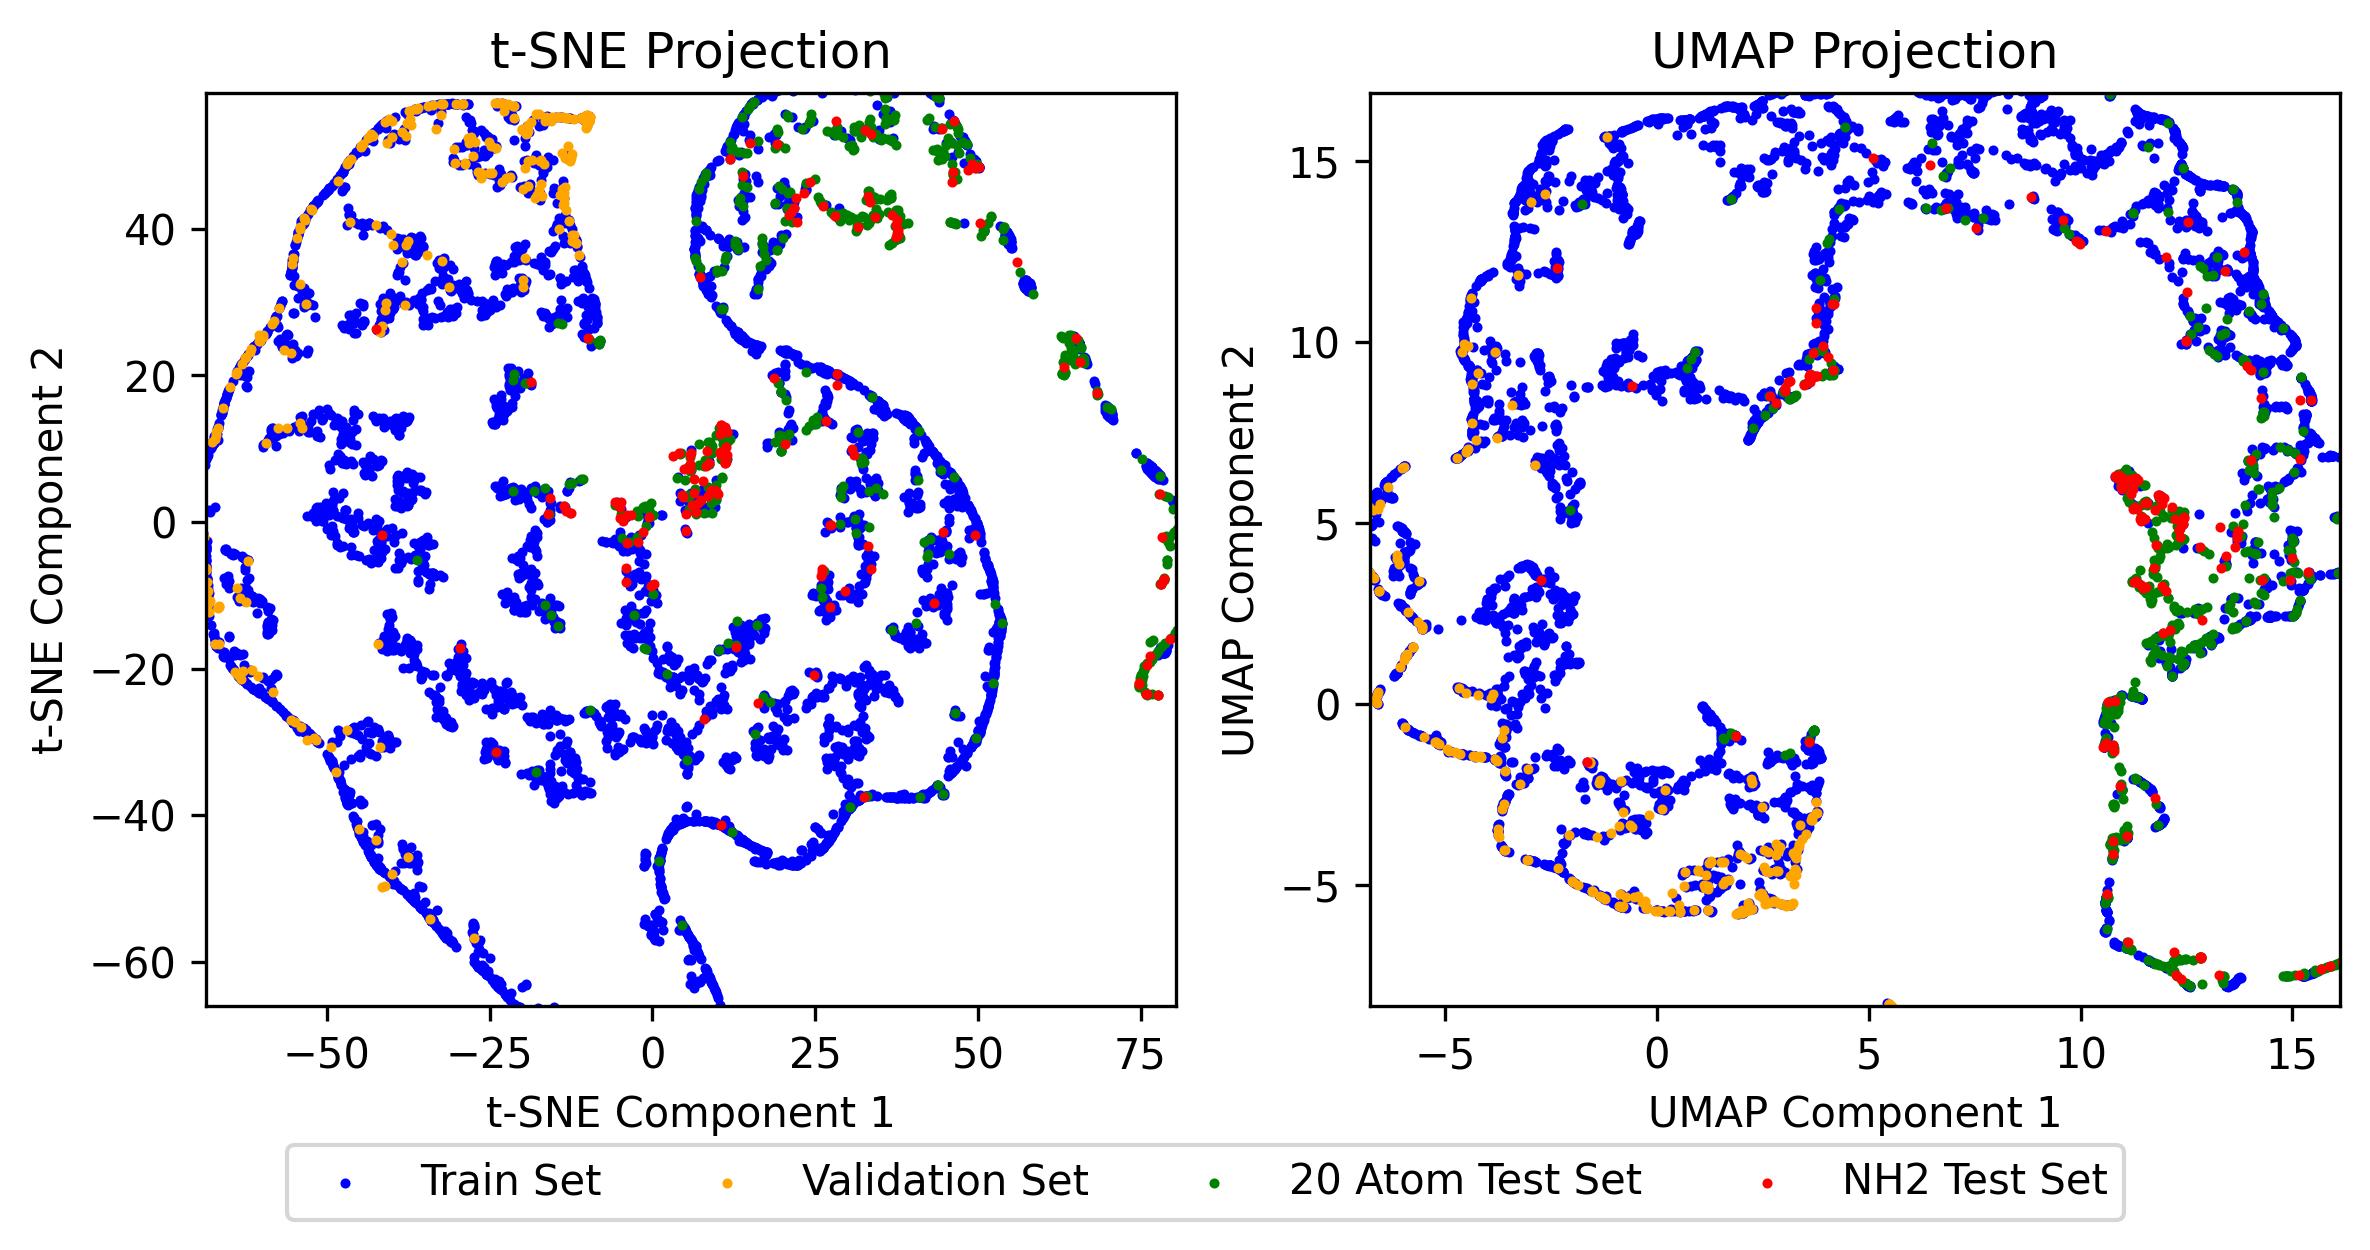 t-SNE Projection
UMAP Projection
t-SNE Component 2
40
20
0
−20
−40
−60
−50
−25
0
25
50
75
t-SNE Component 1
UMAP Component 2
15
10
5
0
−5
−5
0
5
10
15
UMAP Component 1
Train Set
Validation Set
20 Atom Test Set
NH2 Test Set